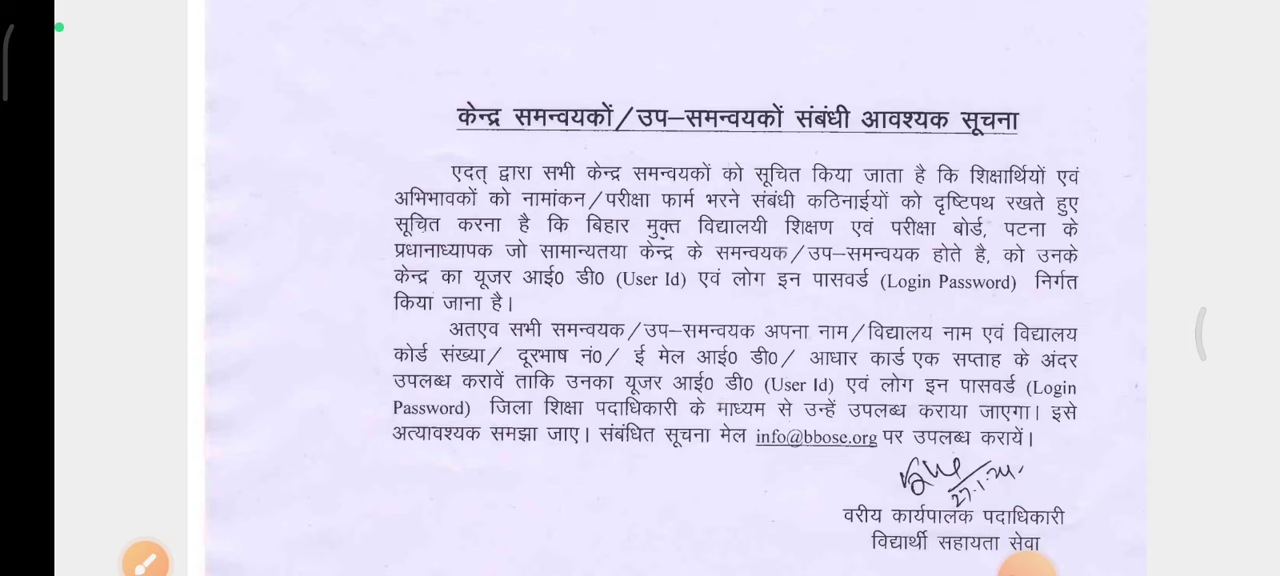 केन्द्र समन्वयकों/उप–समन्वयकों संबंधी आवश्यक सूचना
एदत् द्वारा सभी केन्द्र समन्वयकों को सूचित किया जाता है कि शिक्षार्थियों एवं
अभिभावकों को नामांकन/परीक्षा फार्म भरने संबंधी कठिनाईयों को दृष्टिपथ रखते हुए
सूचित करना है कि बिहार मुक्त विद्यालयी शिक्षण एवं परीक्षा बोर्ड, पटना के
प्रधानाध्यापक जो सामान्यतया केन्द्र के समन्वयक/उप–समन्वयक होते है, को उनके
केन्द्र का यूजर आई0 डी0 (User Id) एवं लोग इन पासवर्ड (Login Password) निर्गत
किया जाना है।
अतएव सभी समन्वयक/उप–समन्वयक अपना नाम/विद्यालय नाम एवं विद्यालय
कोर्ड संख्या/ दूरभाष नं0/ ई मेल आई0 डी0/ आधार कार्ड एक सप्ताह के अंदर
उपलब्ध करावें ताकि उनका यूजर आई0 डी0 (User Id) एवं लोग इन पासवर्ड (Login
Password) जिला शिक्षा पदाधिकारी के माध्यम से उन्हें उपलब्ध कराया जाएगा। इसे
अत्यावश्यक समझा जाए। संबंधित सूचना मेल info@bbose.org पर उपलब्ध करायें।
वरीय कार्यपालक पदाधिकारी
विद्यार्थी सहायता सेवा